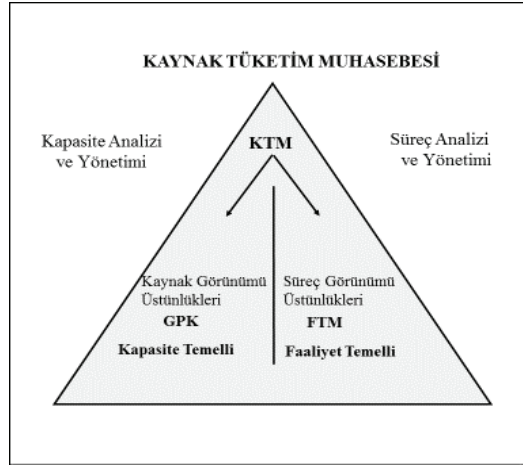 KAYNAK TÜKETİM MUHASEBESİ
Kapasite Analizi
ve Yönetimi
Süreç Analizi
ve Yönetimi
KTM
Kaynak Görünümü
Üstünlükleri
GPK
Kapasite Temelli
Süreç Görünümü
Üstünlükleri
FTM
Faaliyet Temelli